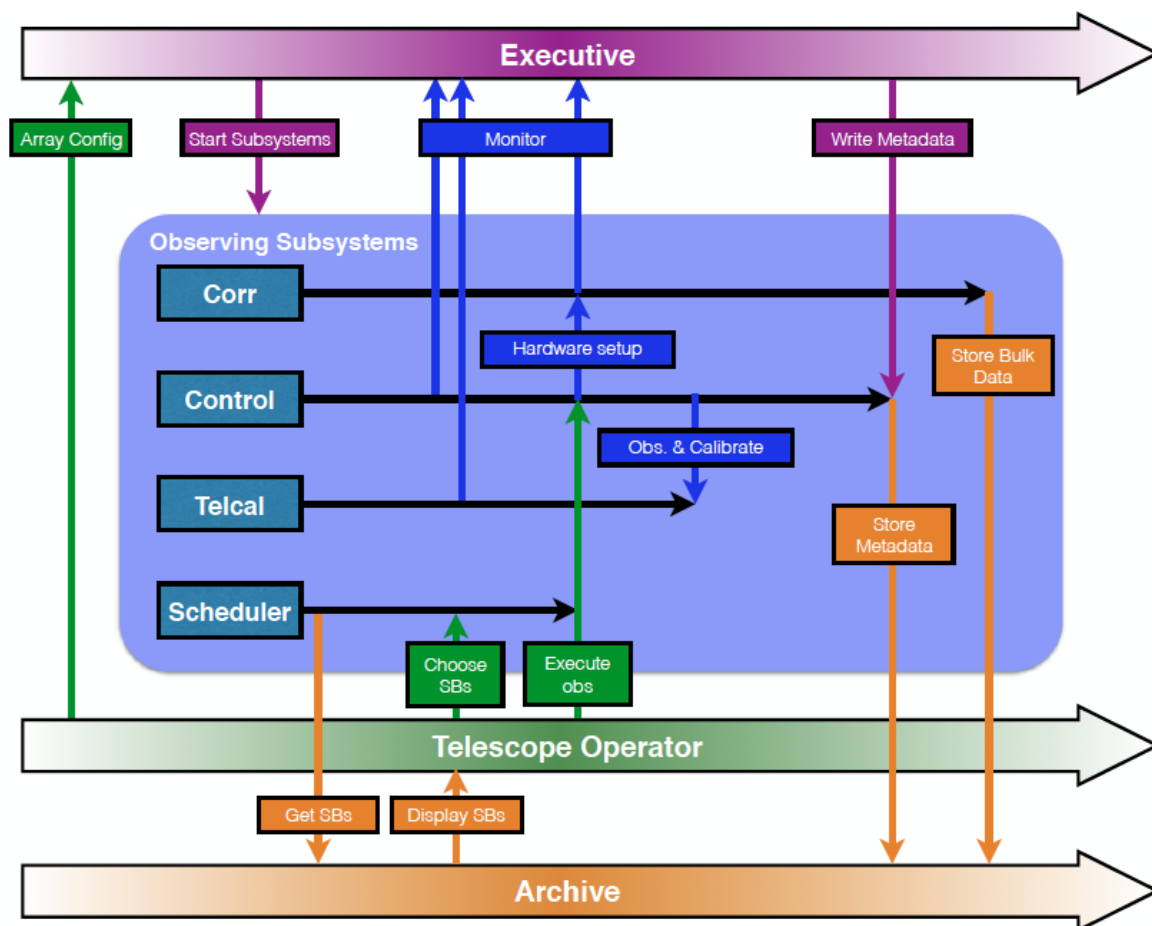 Executive
Array Config
Start Subsystems
Monitor
Write Metadata
Observing Subsystems
Corr
Hardware setup
Store Bulk
Data
Control
Obs. & Calibrate
Telcal
Store
Metadata
Scheduler
Choose
SBs
Execute
obs
Telescope Operator
Get SBs
Display SBs
Archive